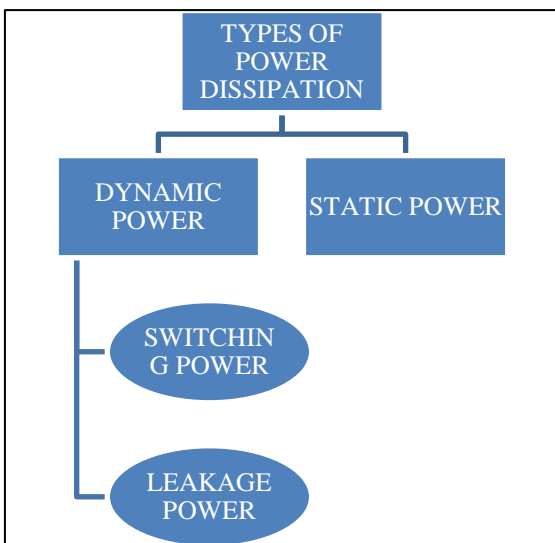 TYPES OF
POWER
DISSIPATION
DYNAMIC
POWER
STATIC POWER
SWITCHIN
G POWER
LEAKAGE
POWER